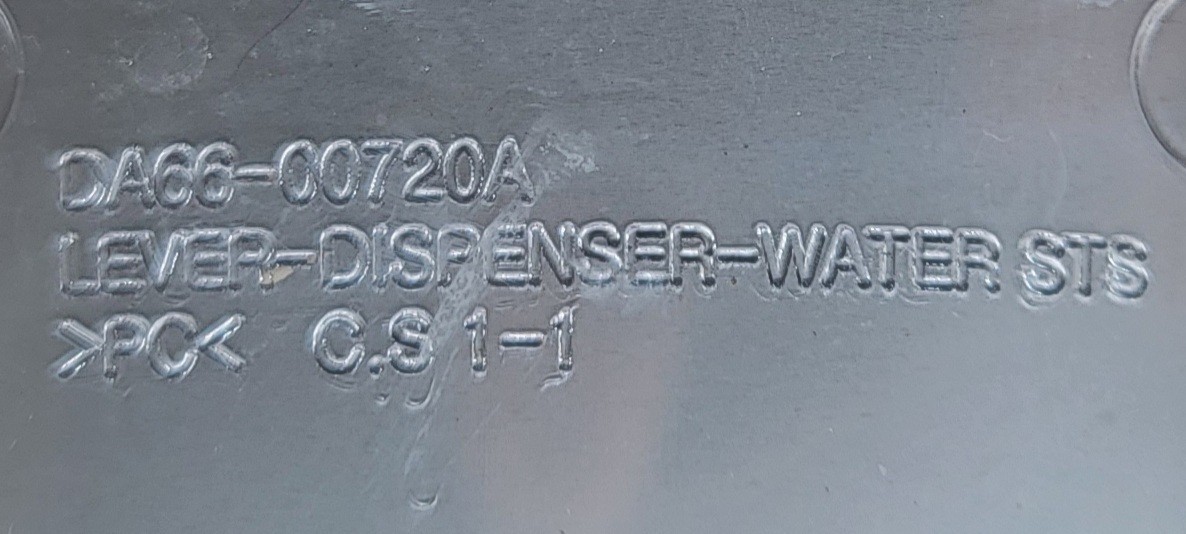 DA66-00720A
LEVER-DISPENSER-WATER STS
>PC< C.S 1-1